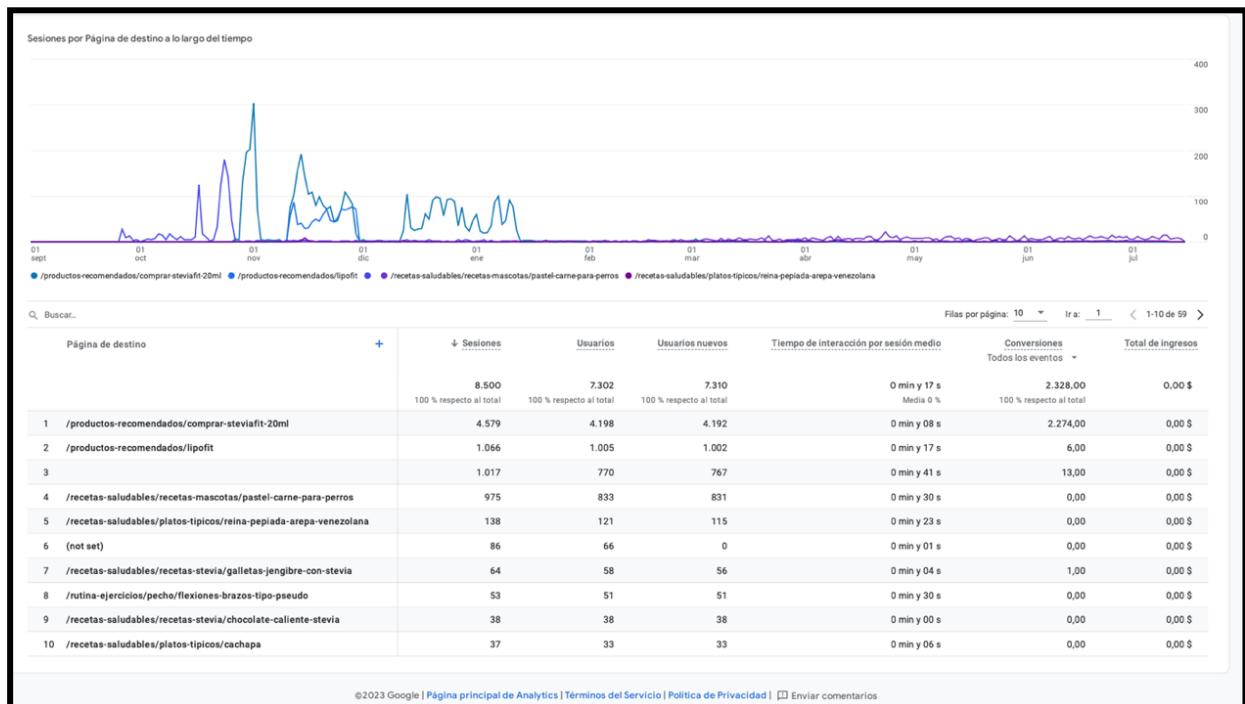 Sesiones por Página de destino a lo largo del tiempo
400
300
200
100
0
01 01 01 01 01 01 01 01 01 01 01
sept oct nov dic ene feb mar abr may jun jul
/productos-recomendados/comprar-steviafit-20ml /productos-recomendados/lipofit /recetas-saludables/recetas-mascotas/pastel-carne-para-perros /recetas-saludables/platos-tipicos/reina-pepiada-arepa-venezolana
Buscar... Filas por página: 10 Ir a: 1 1-10 de 59
Página de destino + ↓ Sesiones Usuarios Usuarios nuevos Tiempo de interacción por sesión medio Conversiones Total de ingresos
Todos los eventos
8.500 7.302 7.310 0 min y 17 s 2.328,00 0,00 $
100 % respecto al total 100 % respecto al total 100 % respecto al total Media 0 % 100 % respecto al total
1 /productos-recomendados/comprar-steviafit-20ml 4.579 4.198 4.192 0 min y 08 s 2.274,00 0,00 $
2 /productos-recomendados/lipofit 1.066 1.005 1.002 0 min y 17 s 6,00 0,00 $
3 1.017 770 767 0 min y 41 s 13,00 0,00 $
4 /recetas-saludables/recetas-mascotas/pastel-carne-para-perros 975 833 831 0 min y 30 s 0,00 0,00 $
5 /recetas-saludables/platos-tipicos/reina-pepiada-arepa-venezolana 138 121 115 0 min y 23 s 0,00 0,00 $
6 (not set) 86 66 0 0 min y 01 s 0,00 0,00 $
7 /recetas-saludables/recetas-stevia/galletas-jengibre-con-stevia 64 58 56 0 min y 04 s 1,00 0,00 $
8 /rutina-ejercicios/pecho/flexiones-brazos-tipo-pseudo 53 51 51 0 min y 30 s 0,00 0,00 $
9 /recetas-saludables/recetas-stevia/chocolate-caliente-stevia 38 38 38 0 min y 00 s 0,00 0,00 $
10 /recetas-saludables/platos-tipicos/cachapa 37 33 33 0 min y 06 s 0,00 0,00 $
©2023 Google | Página principal de Analytics | Términos del Servicio | Política de Privacidad | Enviar comentarios